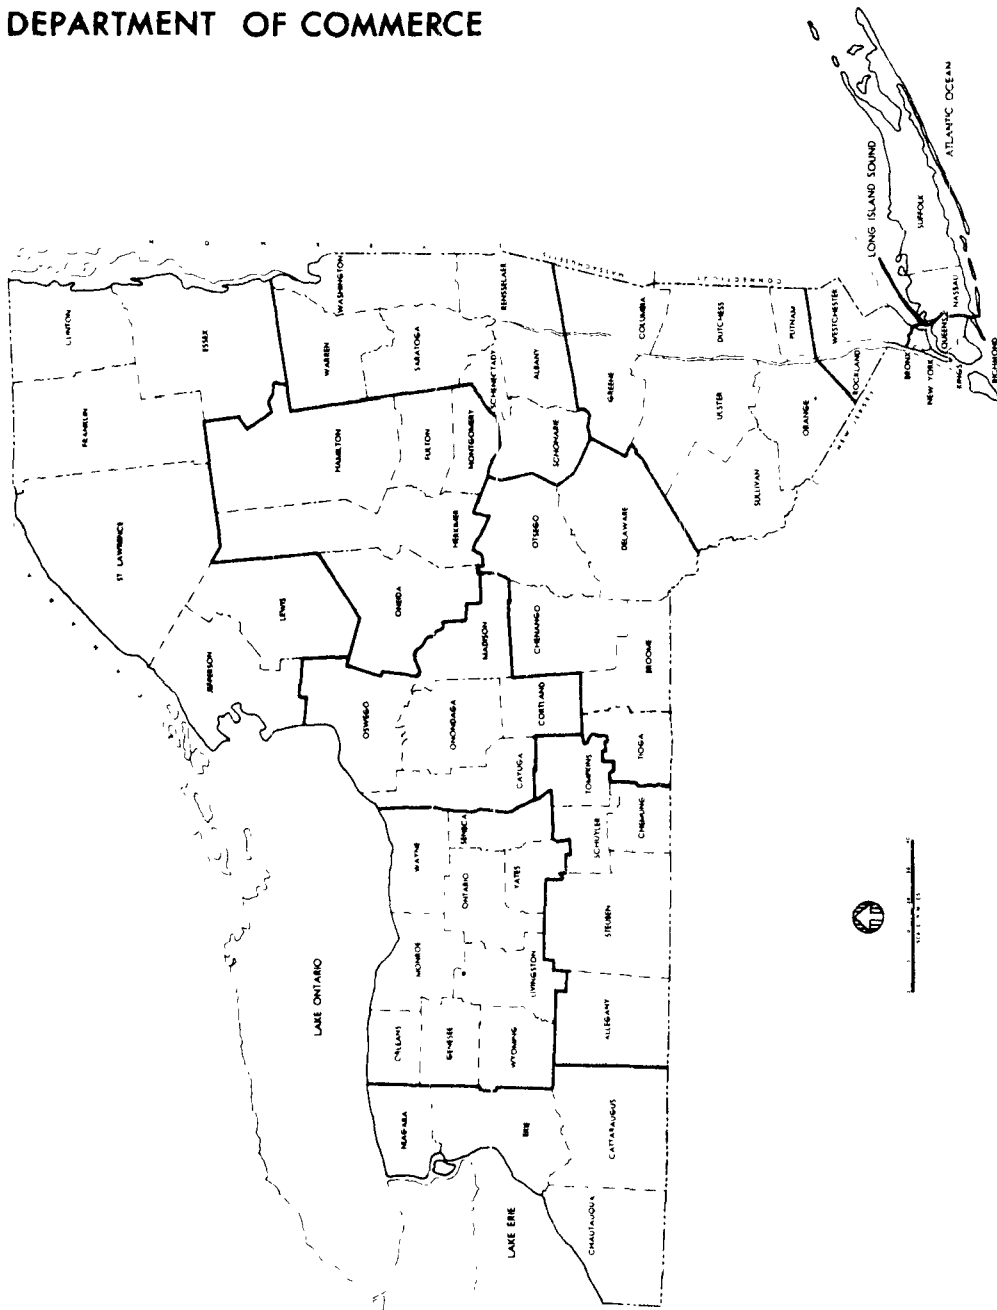 DEPARTMENT OF COMMERCE
ATLANTIC OCEAN
LONG ISLAND SOUND
SUFFOLK
NASSAU
QUEENS
KINGS
RICHMOND
BRONX
NEW YORK
WESTCHESTER
ROCKLAND
PUTNAM
ORANGE
NEW JERSEY
CONNECTICUT
MASSACHUSETTS
DUTCHESS
ULSTER
SULLIVAN
COLUMBIA
GREENE
CLINTON
FRANKLIN
ESSEX
ST LAWRENCE
WASHINGTON
WARREN
SARATOGA
RENSSELAER
ALBANY
SCHENECTADY
SCHOHARIE
HAMILTON
FULTON
MONTGOMERY
HERKIMER
OTSEGO
DELAWARE
JEFFERSON
LEWIS
ONEIDA
MADISON
CHENANGO
BROOME
OSWEGO
ONONDAGA
CORTLAND
CAYUGA
TOMPKINS
TIOGA
WAYNE
SENECA
ONTARIO
YATES
SCHUYLER
CHEMUNG
STEUBEN
MONROE
LIVINGSTON
ALLEGANY
LAKE ONTARIO
ORLEANS
GENESEE
WYOMING
NIAGARA
ERIE
CATTARAUGUS
CHAUTAUQUA
LAKE ERIE